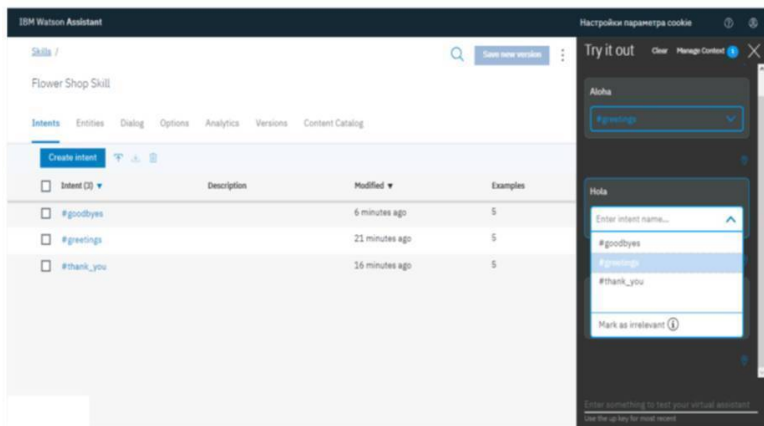 IBM Watson Assistant
Настройки параметра cookie
Skills /
Save new version
Flower Shop Skill
Intents Entities Dialog Options Analytics Versions Content Catalog
Create intent
Intent (3) ▼ Description Modified ▼ Examples
#goodbyes 6 minutes ago 5
#greetings 21 minutes ago 5
#thank_you 16 minutes ago 5
Try it out Clear Manage Context 1
Aloha
#greetings
Hola
Enter intent name...
#goodbyes
#greetings
#thank_you
Mark as irrelevant
Enter something to test your virtual assistant
Use the up key for most recent